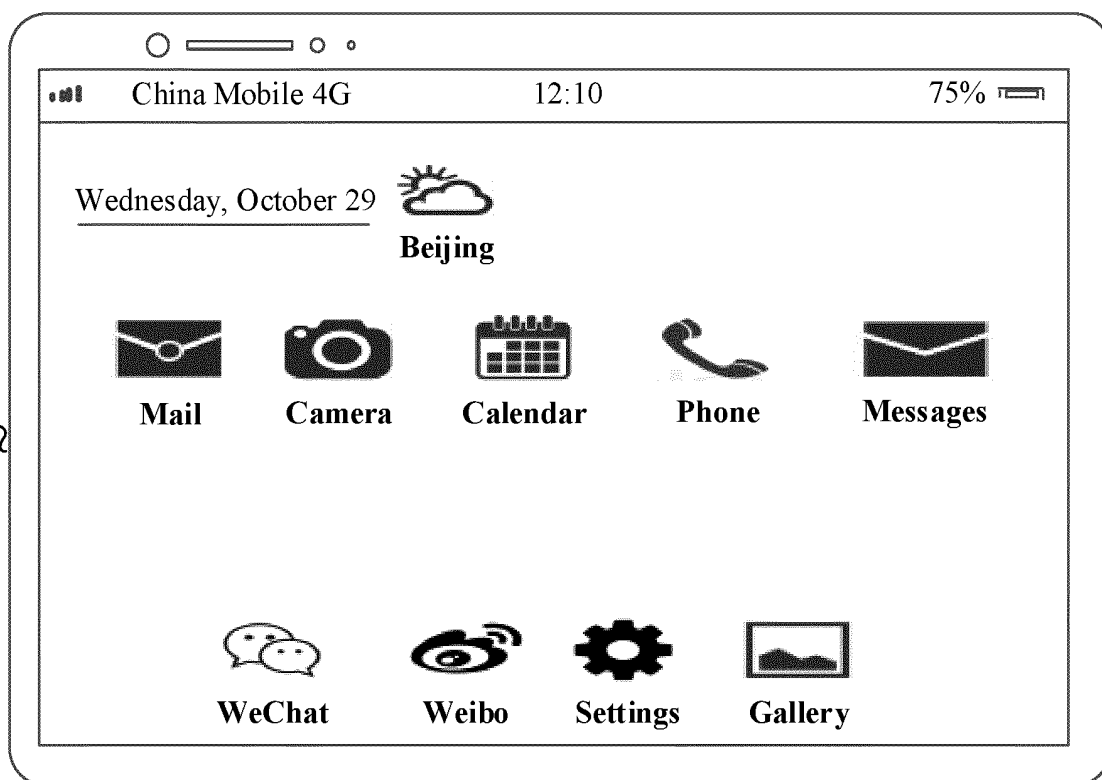 China Mobile 4G 12:10 75%
Wednesday, October 29
Beijing
Mail Camera Calendar Phone Messages
WeChat Weibo Settings Gallery